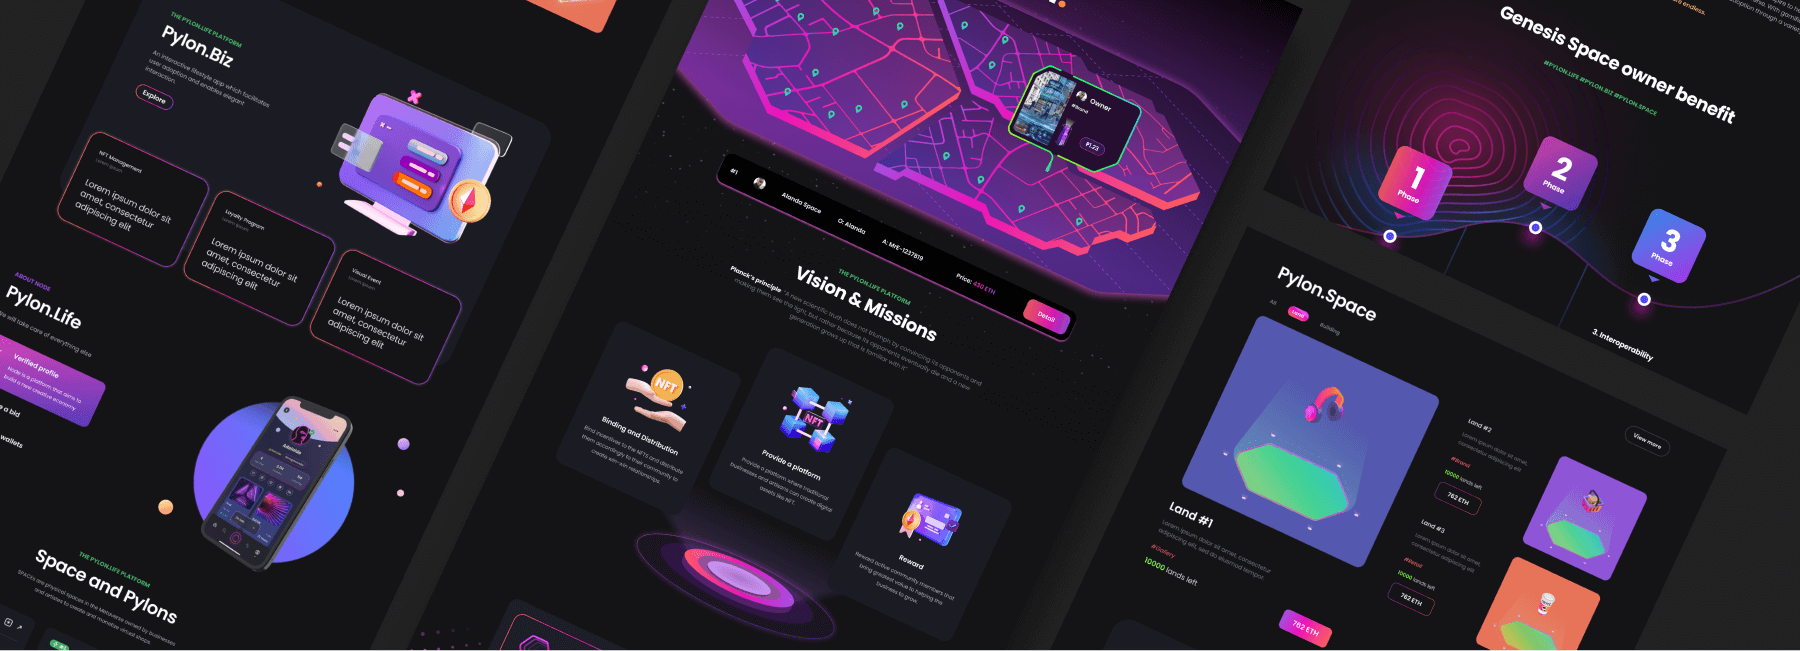 THE PYLON.LIFE PLATFORM
Pylon.Biz
An interactive lifestyle app which facilitates
user adoption and enables elegant
interaction.
Explore
NFT Management
Lorem ipsum
Lorem ipsum dolor sit
amet, consectetur
adipiscing elit
Loyalty Program
Lorem ipsum
Lorem ipsum dolor sit
amet, consectetur
adipiscing elit
Visual Event
Lorem ipsum
Lorem ipsum dolor sit
amet, consectetur
adipiscing elit
ABOUT NODE
Pylon.Life
We will take care of everything else
Verified profile
Node is a platform that aims to
build a new creative economy
a bid
wallets
THE PYLON.LIFE PLATFORM
Space and Pylons
SPACEs are physical spaces in the Metaverse owned by businesses
and artists to create and monetize virtual shops.
Owner
#Brand
₱1.23
#1
Alanda Space
O: Alanda
Price: 430 ETH
Detail
THE PYLON.LIFE PLATFORM
Vision & Missions
Planck's principle "A new scientific truth does not triumph by convincing its opponents and
making them see the light, but rather because its opponents eventually die and a new
generation grows up that is familiar with it"
NFT
Binding and Distribution
Bind incentives to the NFTS and distribute
them accordingly to their community to
create win-win relationships
NFT
Provide a platform
Provide a platform where traditional
businesses and artisans can create digital
assets like NFT.
Reward
Reward active community members that
bring greatest value to helping the
business to grow.
endless.
Genesis Space owner benefit
#PYLON.LIFE #PYLON.BIZ #PYLON.SPACE
1
Phase
2
Phase
3
Phase
3. Interoperability
Pylon.Space
All
Land
Building
View more
Land #1
Lorem ipsum dolor sit amet, consectetur
adipiscing elit, sed do eiusmod tempor.
#Gallery
10000 lands left
762 ETH
Land #2
Lorem ipsum dolor sit amet,
consectetur adipiscing elit
#Brand
10000 lands left
762 ETH
Land #3
Lorem ipsum dolor sit amet,
consectetur adipiscing elit
#Retail
10000 lands left
762 ETH